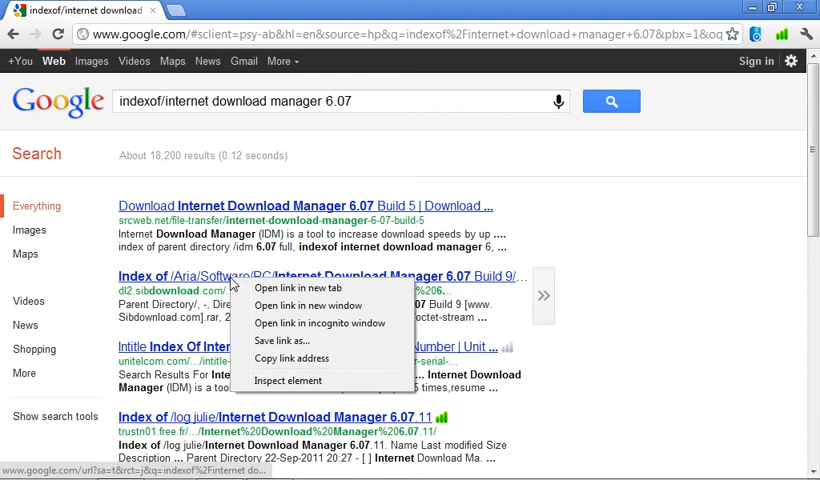 indexof/internet download
www.google.com/#sclient=psy-ab&hl=en&source=hp&q=indexof%2Finternet+download+manager+6.07&pbx=1&oq
+You Web Images Videos Maps News Gmail More Sign in
Google
indexof/internet download manager 6.07
Search
About 18,200 results (0.12 seconds)
Everything
Images
Maps
Videos
News
Shopping
More
Show search tools
Download Internet Download Manager 6.07 Build 5 | Download ...
srcweb.net/file-transfer/internet-download-manager-6-07-build-5
Internet Download Manager (IDM) is a tool to increase download speeds by up ....
index of parent directory /idm 6.07 full, indexof internet download manager 6, ...
Index of /Aria/Software/PC/Internet Download Manager 6.07 Build 9/...
dl2.sibdownload.com/ %206...
Parent Directory/, -, Dire Build 9 [www.
Sibdownload.com].rar, 2 octet-stream ...
Open link in new tab
Open link in new window
Open link in incognito window
Save link as...
Copy link address
Inspect element
Intitle Index Of Intern Number | Unit ...
unitelcom.com/.../intitle- serial-...
Search Results For Inte Internet Download
Manager (IDM) is a tool 5 times,resume ...
Index of /log julie/Internet Download Manager 6.07.11
trustn01.free.fr/.../Internet%20Download%20Manager%206.07.11/
Index of /log julie/Internet Download Manager 6.07.11. Name Last modified Size
Description ... Parent Directory 22-Sep-2011 20:27 - [ ] Internet Download Ma. ...
www.google.com/url?sa=t&rct=j&q=indexof%2Finternet do...